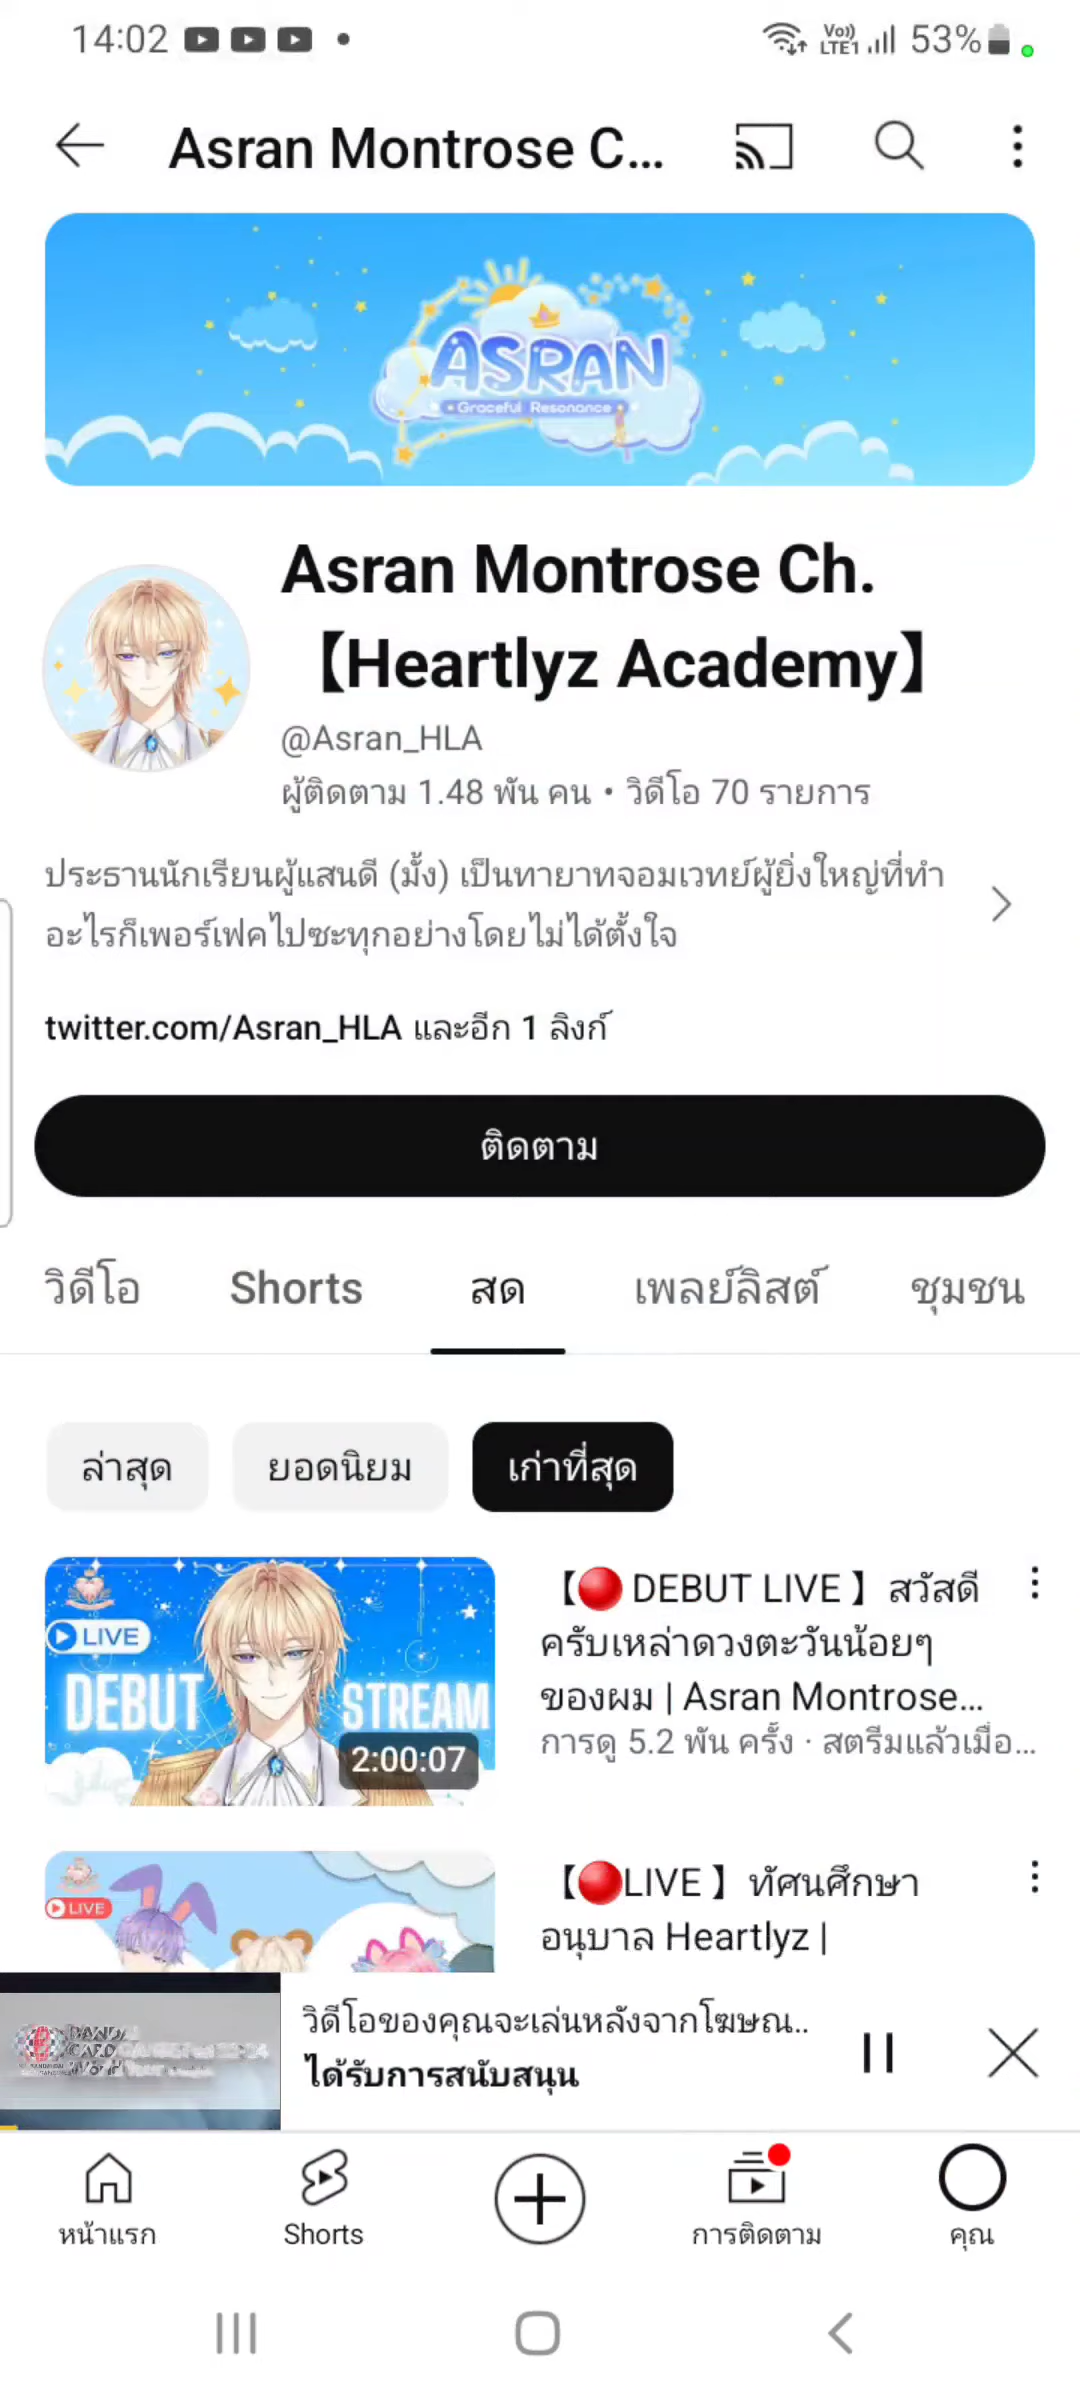 14:02
Vo)) LTE1 53%
Asran Montrose C...
ASRAN
Graceful Resonance
Asran Montrose Ch.
【Heartlyz Academy】
@Asran_HLA
ผู้ติดตาม 1.48 พัน คน • วิดีโอ 70 รายการ
ประธานนักเรียนผู้แสนดี (มั้ง) เป็นทายาทจอมเวทย์ผู้ยิ่งใหญ่ที่ทำ
อะไรก็เพอร์เฟคไปซะทุกอย่างโดยไม่ได้ตั้งใจ
twitter.com/Asran_HLA และอีก 1 ลิงก์
ติดตาม
วิดีโอ Shorts สด เพลย์ลิสต์ ชุมชน
ล่าสุด ยอดนิยม เก่าที่สุด
LIVE
DEBUT STREAM
2:00:07
【🔴 DEBUT LIVE 】 สวัสดี
ครับเหล่าดวงตะวันน้อยๆ
ของผม | Asran Montrose...
การดู 5.2 พัน ครั้ง · สตรีมแล้วเมื่อ...
LIVE
【🔴LIVE 】 ทัศนศึกษา
อนุบาล Heartlyz |
วิดีโอของคุณจะเล่นหลังจากโฆษณ..
ได้รับการสนับสนุน
หน้าแรก Shorts การติดตาม คุณ